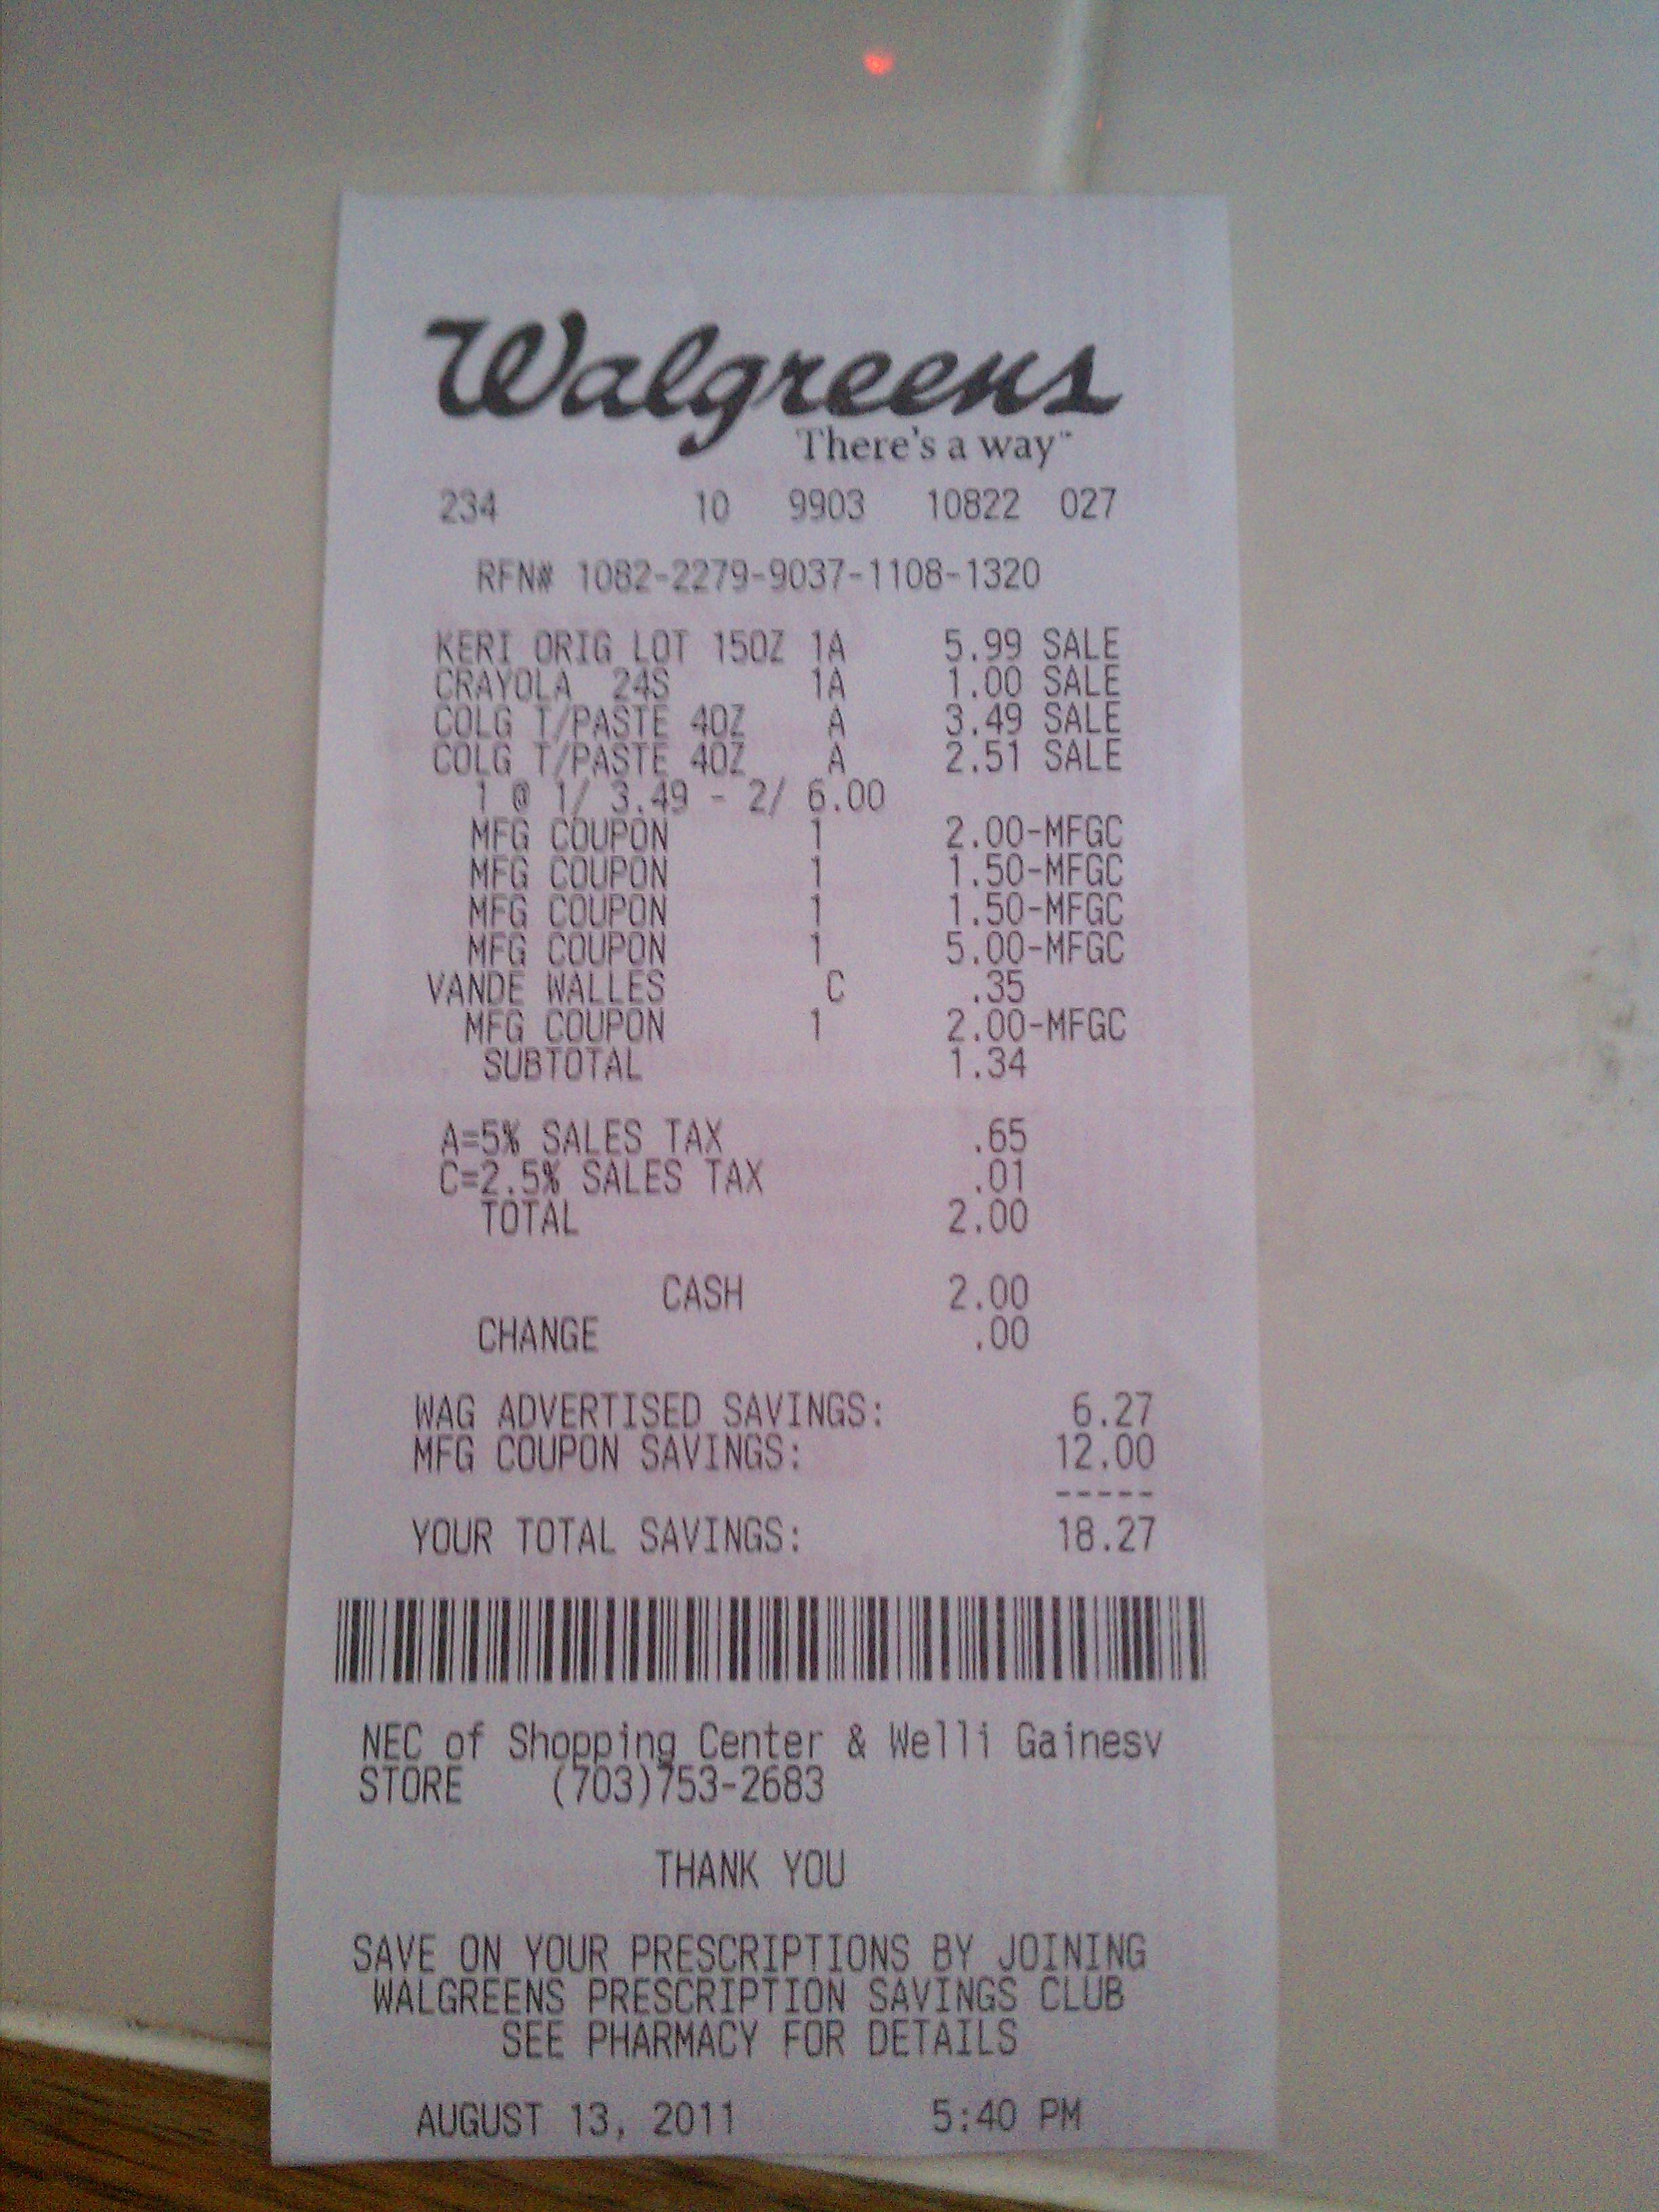 Walgreens
There's a way™
234 10 9903 10822 027
RFN# 1082-2279-9037-1108-1320
KERI ORIG LOT 15OZ 1A 5.99 SALE
CRAYOLA 24S 1A 1.00 SALE
COLG T/PASTE 4OZ A 3.49 SALE
COLG T/PASTE 4OZ A 2.51 SALE
1 @ 1/ 3.49 - 2/ 6.00
MFG COUPON 1 2.00-MFGC
MFG COUPON 1 1.50-MFGC
MFG COUPON 1 1.50-MFGC
MFG COUPON 1 5.00-MFGC
VANDE WALLES C .35
MFG COUPON 1 2.00-MFGC
SUBTOTAL 1.34
A=5% SALES TAX .65
C=2.5% SALES TAX .01
TOTAL 2.00
CASH 2.00
CHANGE .00
WAG ADVERTISED SAVINGS: 6.27
MFG COUPON SAVINGS: 12.00
-----
YOUR TOTAL SAVINGS: 18.27
NEC of Shopping Center & Welli Gainesv
STORE (703)753-2683
THANK YOU
SAVE ON YOUR PRESCRIPTIONS BY JOINING
WALGREENS PRESCRIPTION SAVINGS CLUB
SEE PHARMACY FOR DETAILS
AUGUST 13, 2011 5:40 PM